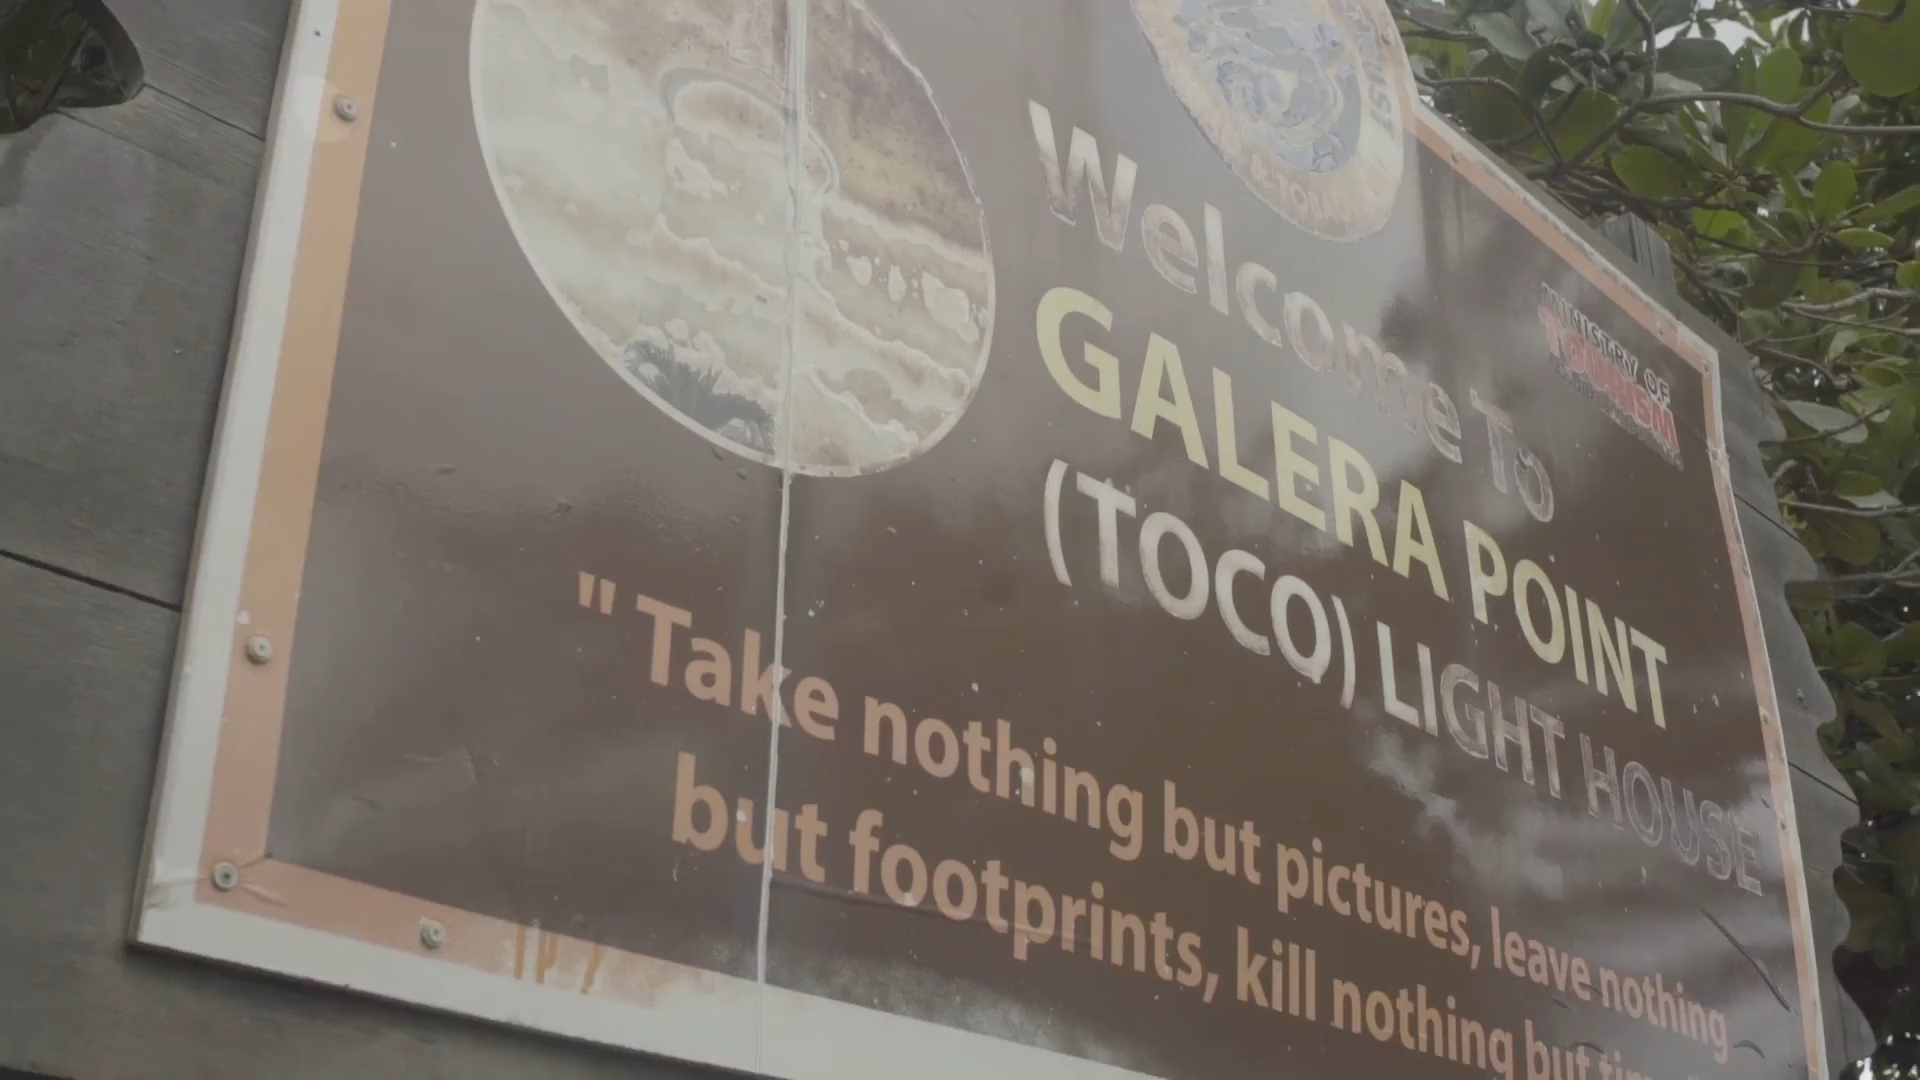 Welcome To
GALERA POINT
(TOCO) LIGHT HOUSE
MINISTRY OF
TOURISM
" Take nothing but pictures, leave nothing
but footprints, kill nothing but